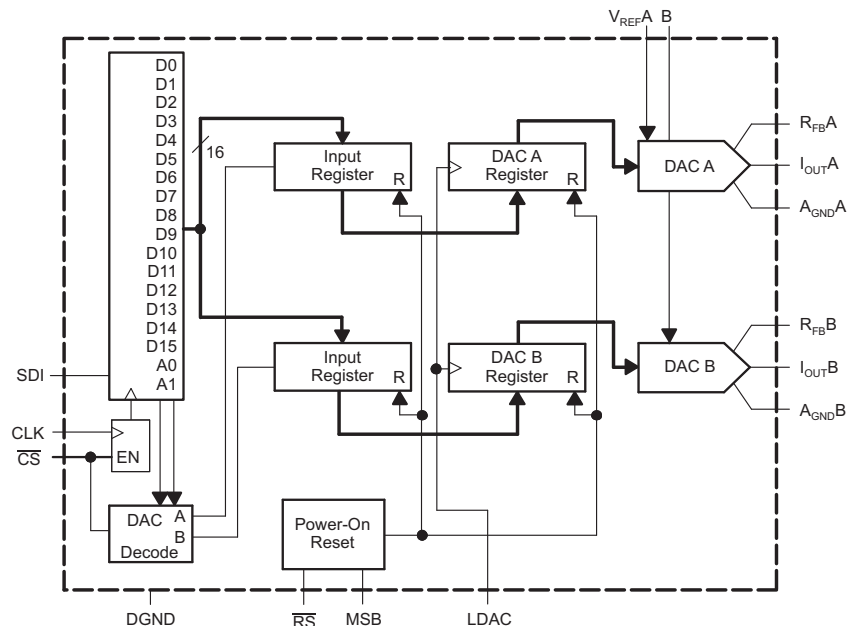 VREFA B
D0
D1
D2
D3
D4
D5
D6
D7
D8
D9
D10
D11
D12
D13
D14
D15
A0
A1
16
Input
Register
R
DAC A
Register
R
DAC A
RFBA
IOUTA
AGNDA
Input
Register
R
DAC B
Register
R
DAC B
RFBB
IOUTB
AGNDB
SDI
CLK
CS
EN
DAC
A
B
Decode
Power-On
Reset
DGND
RS
MSB
LDAC